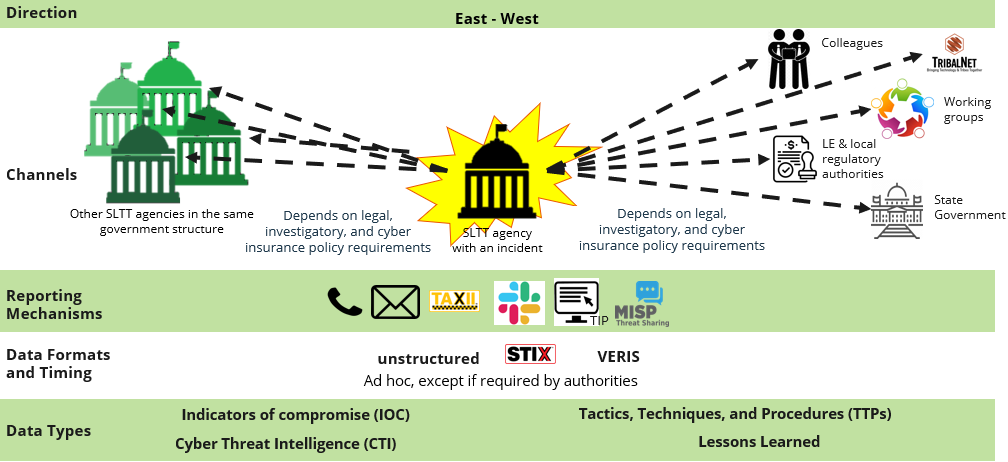 Direction
East - West
Colleagues
TRIBALNET
Bringing Technology & Tribes Together
Working
groups
LE & local
regulatory
authorities
Channels
State
Government
Other SLTT agencies in the same
government structure
Depends on legal,
investigatory, and cyber
insurance policy requirements
SLTT agency
with an incident
Depends on legal,
investigatory, and cyber
insurance policy requirements
Reporting
Mechanisms
TAXII
TIP
MISP
Threat Sharing
Data Formats
and Timing
unstructured
STIX
VERIS
Ad hoc, except if required by authorities
Data Types
Indicators of compromise (IOC)
Tactics, Techniques, and Procedures (TTPs)
Cyber Threat Intelligence (CTI)
Lessons Learned